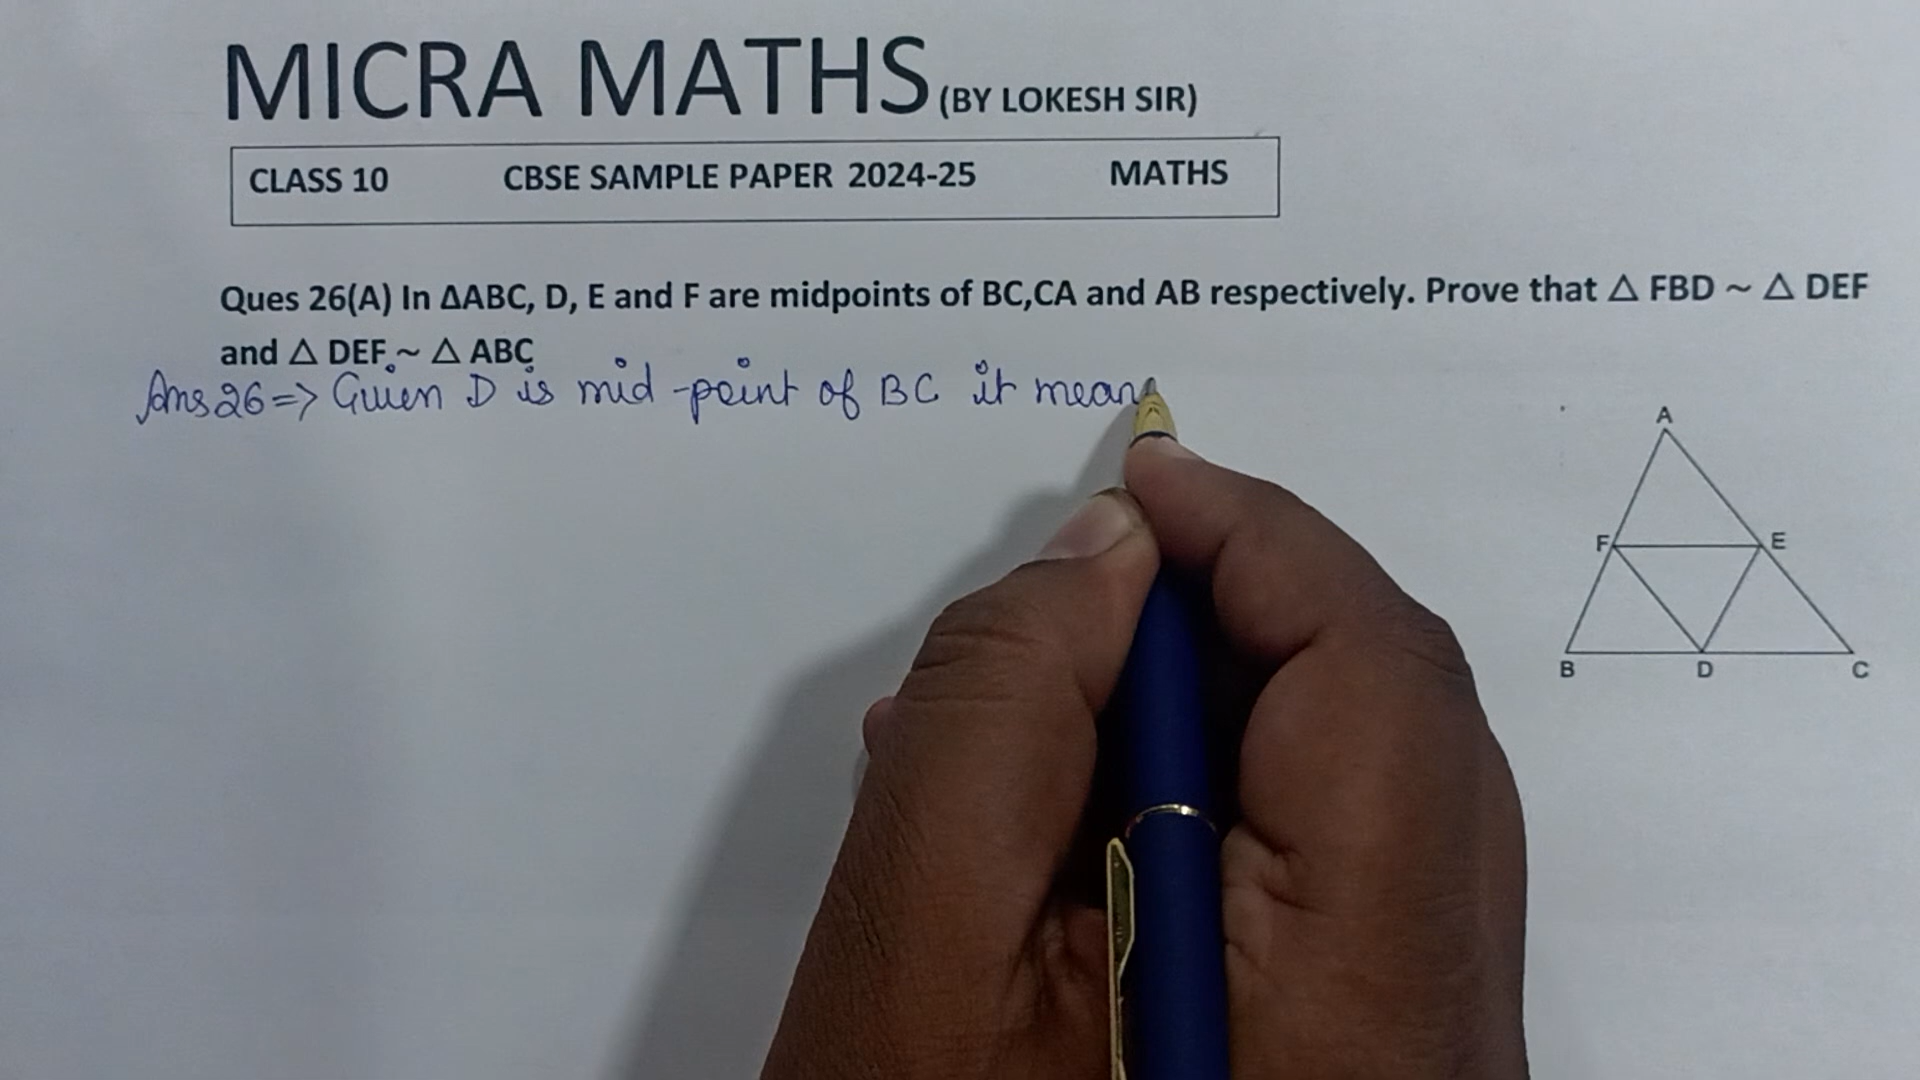 MICRA MATHS (BY LOKESH SIR)
CLASS 10 CBSE SAMPLE PAPER 2024-25 MATHS
Ques 26(A) In ΔABC, D, E and F are midpoints of BC,CA and AB respectively. Prove that △ FBD ~ △ DEF
and △ DEF ~ △ ABC
Ans 26 => Given D is mid-point of BC it mean
A
F E
B D C